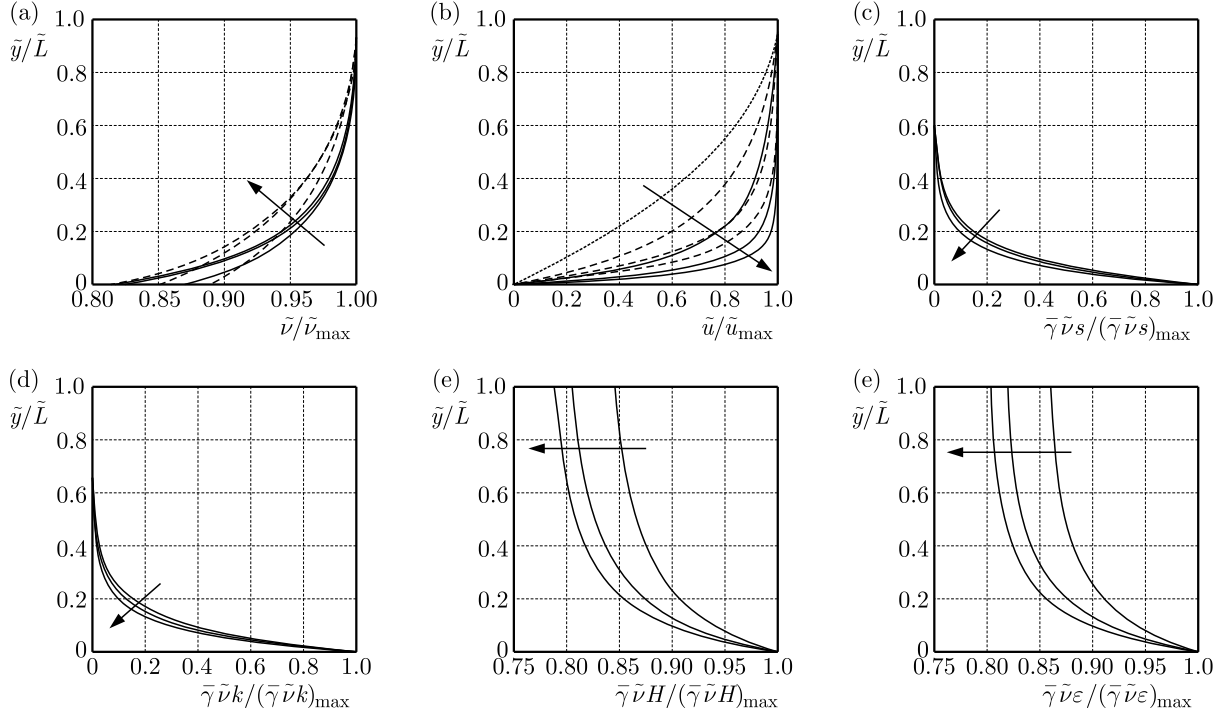 (a) 1.0 (b) 1.0 (c) 1.0
ỹ/L̃ ỹ/L̃ ỹ/L̃
0.8 0.8 0.8
0.6 0.6 0.6
0.4 0.4 0.4
0.2 0.2 0.2
0 0 0
0.80 0.85 0.90 0.95 1.00 0 0.2 0.4 0.6 0.8 1.0 0 0.2 0.4 0.6 0.8 1.0
ν̃/ν̃max ũ/ũmax γ̅ ν̃ s/(γ̅ ν̃ s)max
(d) 1.0 (e) 1.0 (e) 1.0
ỹ/L̃ ỹ/L̃ ỹ/L̃
0.8 0.8 0.8
0.6 0.6 0.6
0.4 0.4 0.4
0.2 0.2 0.2
0 0 0
0 0.2 0.4 0.6 0.8 1.0 0.75 0.80 0.85 0.90 0.95 1.0 0.75 0.80 0.85 0.90 0.95 1.0
γ̅ ν̃ k/(γ̅ ν̃ k)max γ̅ ν̃ H/(γ̅ ν̃ H)max γ̅ ν̃ ε/(γ̅ ν̃ ε)max